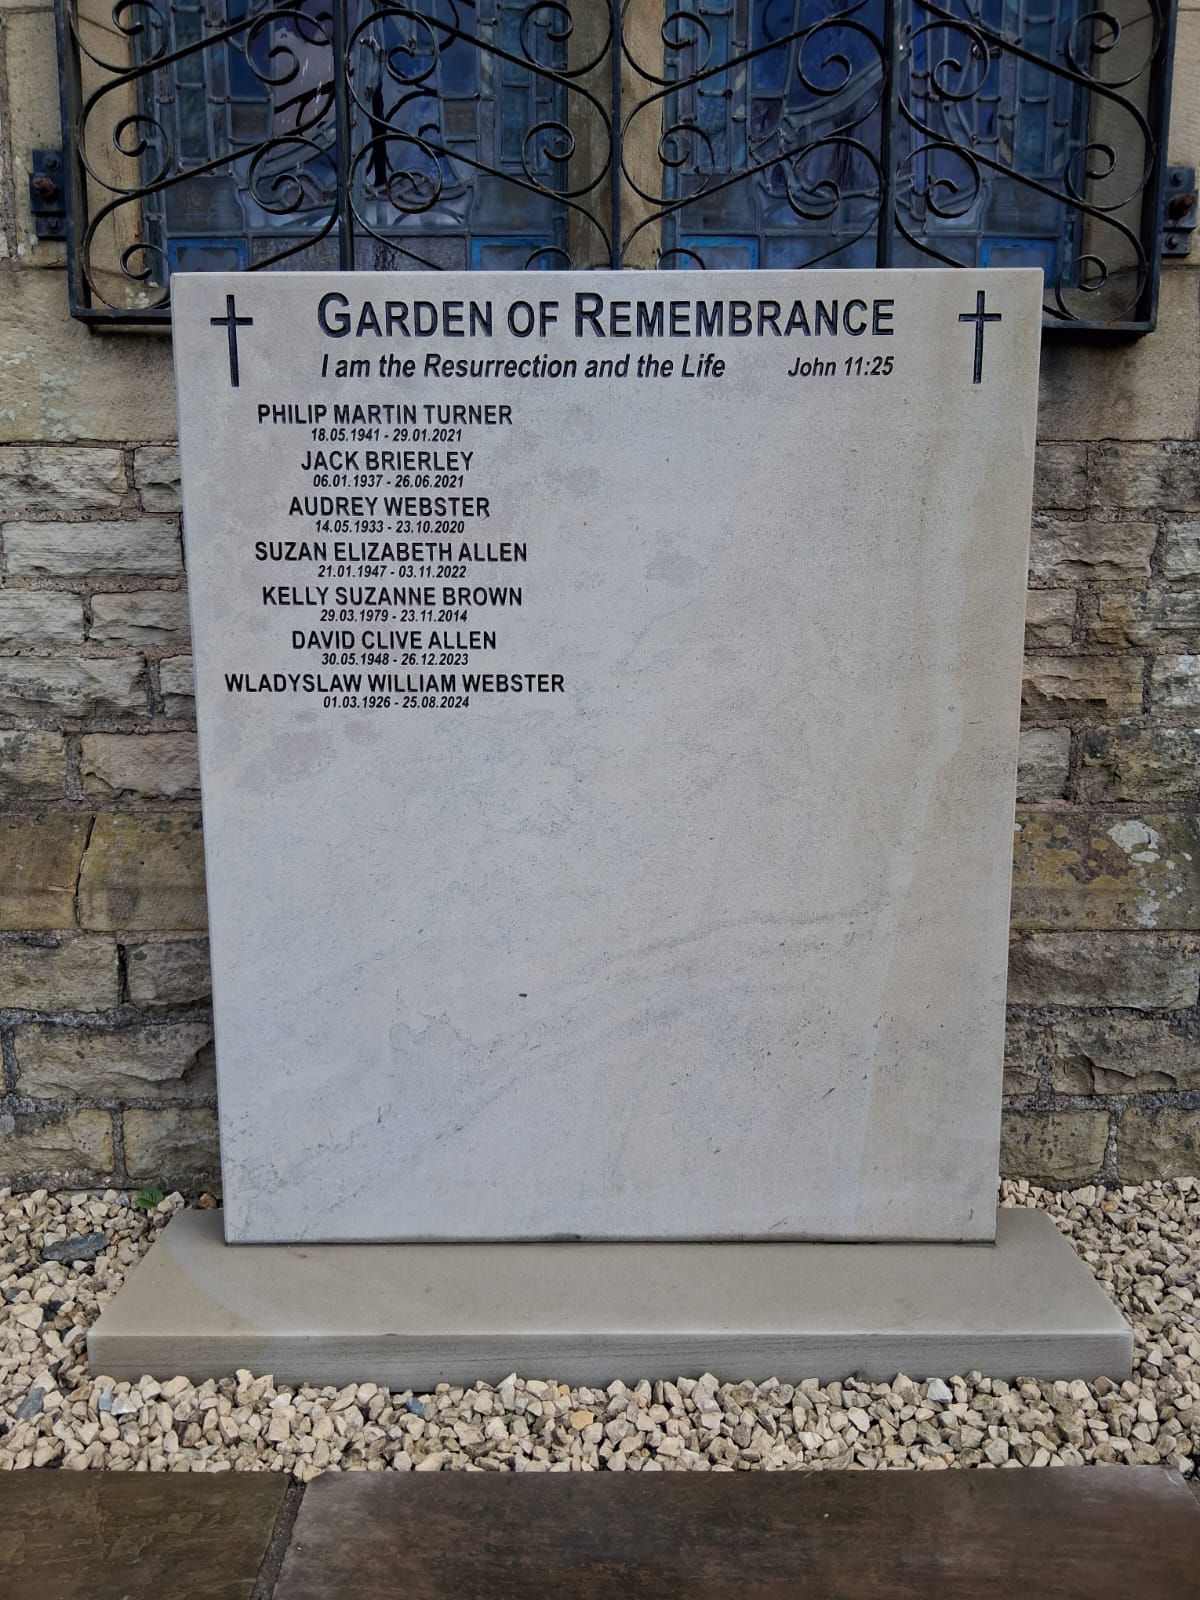 GARDEN OF REMEMBRANCE
I am the Resurrection and the Life John 11:25
PHILIP MARTIN TURNER
18.05.1941 - 29.01.2021
JACK BRIERLEY
06.01.1937 - 26.06.2021
AUDREY WEBSTER
14.05.1933 - 23.10.2020
SUZAN ELIZABETH ALLEN
21.01.1947 - 03.11.2022
KELLY SUZANNE BROWN
29.03.1979 - 23.11.2014
DAVID CLIVE ALLEN
30.05.1948 - 26.12.2023
WLADYSLAW WILLIAM WEBSTER
01.03.1926 - 25.08.2024